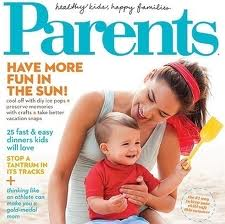 healthy kids, happy families
Parents
HAVE MORE
FUN IN
THE SUN!
cool off with diy ice pops +
preserve memories
with crafts + take better
vacation snaps
25 fast & easy
dinners kids
will love
STOP A
TANTRUM IN
ITS TRACKS
+
thinking like
an athlete can
make you a
gold-medal
mom